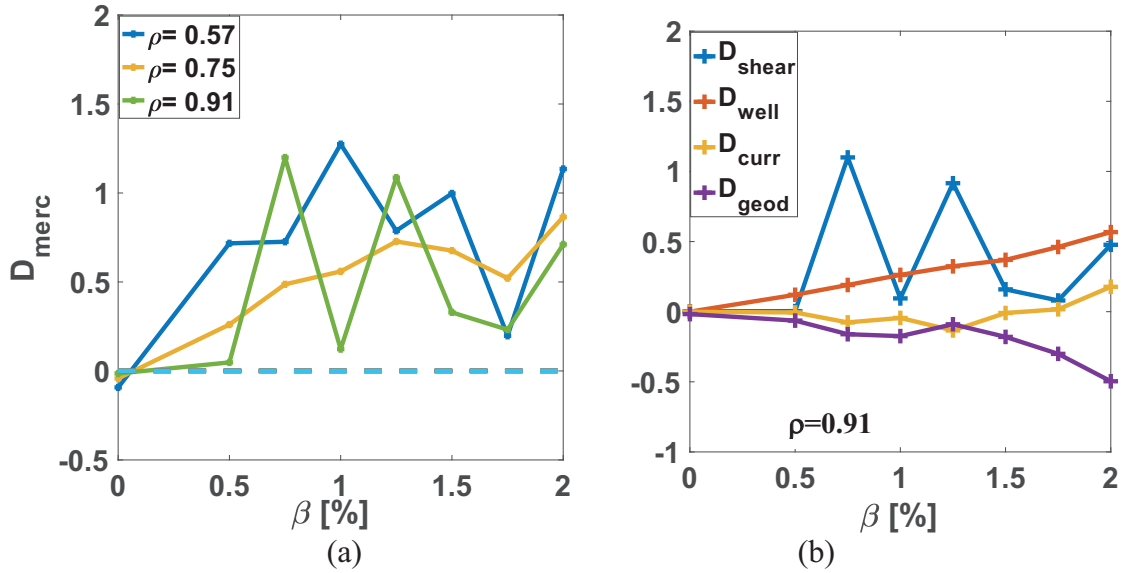 2
1.5
1
0.5
0
-0.5
D_merc
ρ= 0.57
ρ= 0.75
ρ= 0.91
0 0.5 1 1.5 2
β [%]
(a)
2
1.5
1
0.5
0
-0.5
-1
D_shear
D_well
D_curr
D_geod
ρ=0.91
0 0.5 1 1.5 2
β [%]
(b)